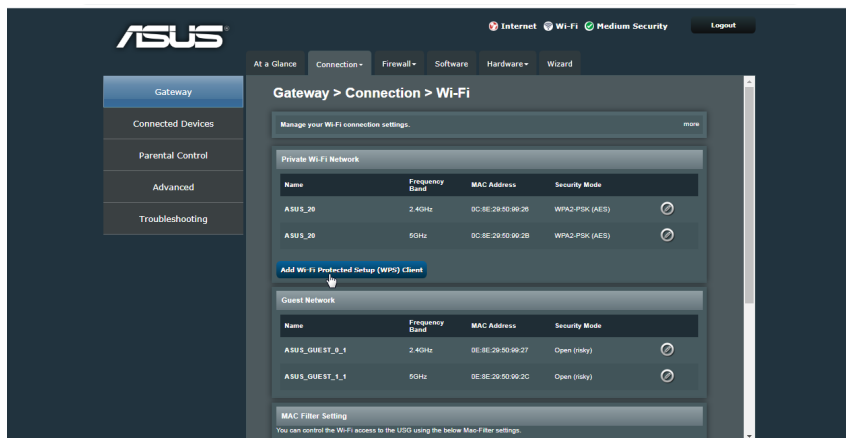 ASUS
Internet Wi-Fi Medium Security Logout
At a Glance Connection Firewall Software Hardware Wizard
Gateway
Connected Devices
Parental Control
Advanced
Troubleshooting
Gateway > Connection > Wi-Fi
Manage your Wi-Fi connection settings. more
Private Wi-Fi Network
Name Frequency Band MAC Address Security Mode
ASUS_20 2.4GHz 0C:8E:29:50:99:26 WPA2-PSK (AES)
ASUS_20 5GHz 0C:8E:29:50:99:2B WPA2-PSK (AES)
Add Wi-Fi Protected Setup (WPS) Client
Guest Network
Name Frequency Band MAC Address Security Mode
ASUS_GUEST_0_1 2.4GHz 0E:8E:29:50:99:27 Open (risky)
ASUS_GUEST_1_1 5GHz 0E:8E:29:50:99:2C Open (risky)
MAC Filter Setting
You can control the Wi-Fi access to the USG using the below Mac-Filter settings.